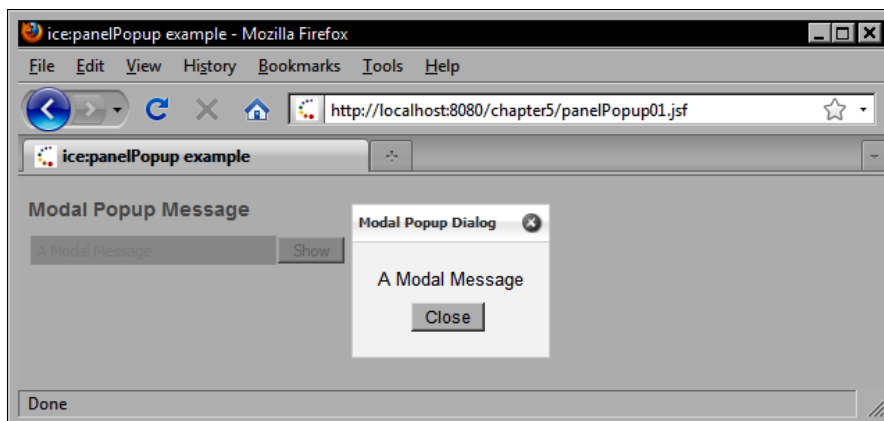 ice:panelPopup example - Mozilla Firefox
File Edit View History Bookmarks Tools Help
http://localhost:8080/chapter5/panelPopup01.jsf
ice:panelPopup example
Modal Popup Message
A Modal Message Show
Modal Popup Dialog
A Modal Message
Close
Done